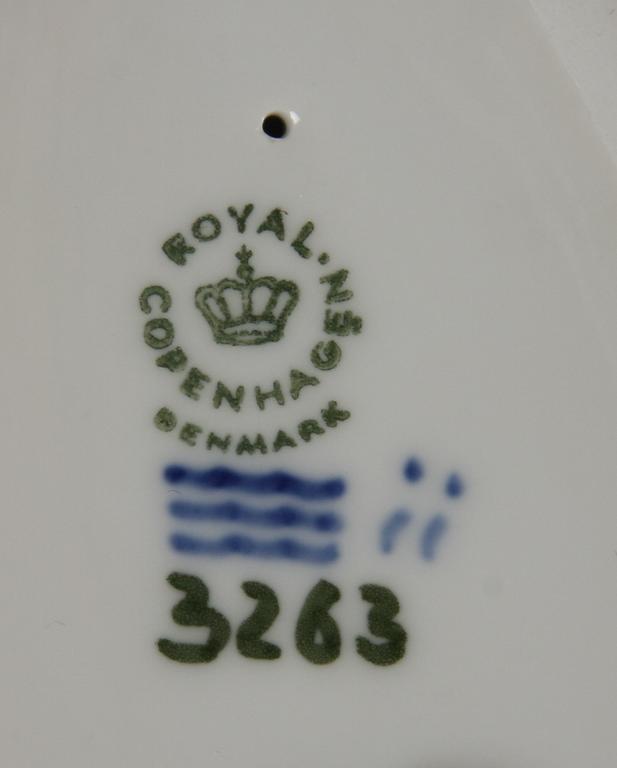 ROYAL
COPENHAGEN
DENMARK
3263